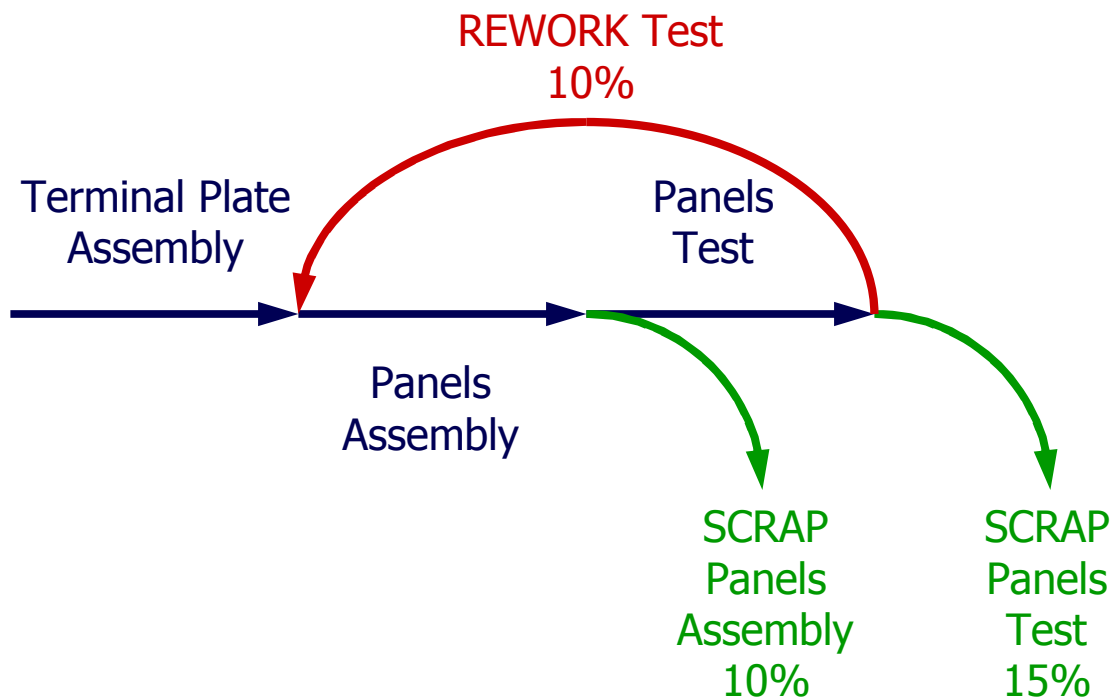 REWORK Test
10%
Terminal Plate
Assembly
Panels
Test
Panels
Assembly
SCRAP
Panels
Assembly
10%
SCRAP
Panels
Test
15%